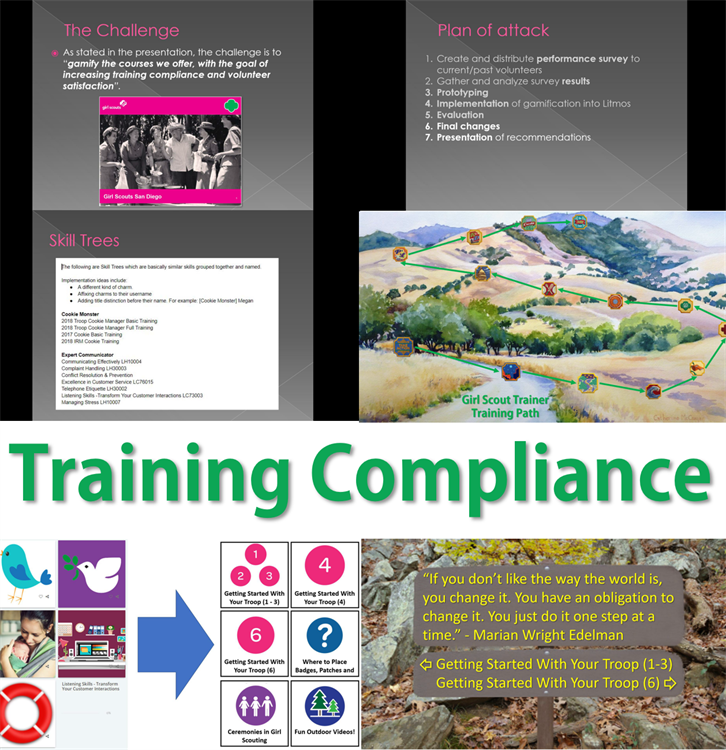 The Challenge
As stated in the presentation, the challenge is to
“gamify the courses we offer, with the goal of
increasing training compliance and volunteer
satisfaction”.
girl scouts
Girl Scouts San Diego
Plan of attack
1. Create and distribute performance survey to
current/past volunteers
2. Gather and analyze survey results
3. Prototyping
4. Implementation of gamification into Litmos
5. Evaluation
6. Final changes
7. Presentation of recommendations
Skill Trees
The following are Skill Trees which are basically similar skills grouped together and named.
Implementation ideas include:
A different kind of charm.
Affixing charms to their username
Adding title distinction before their name. For example: [Cookie Monster] Megan
Cookie Monster
2016 Troop Cookie Manager Basic Training
2016 Troop Cookie Manager Full Training
2017 Cookie Basic Training
2016 IRM Cookie Training
Expert Communicator
Communicating Effectively LH10004
Complaint Handling LH30003
Conflict Resolution & Prevention
Excellence in Customer Service LC76015
Telephone Etiquette LH30002
Listening Skills -Transform Your Customer Interactions LC73003
Managing Stress LH10007
Girl Scout Trainer
Training Path
Training Compliance
Listening Skills - Transform
Your Customer Interactions
1
2 3
Getting Started With
Your Troop (1 - 3)
4
Getting Started With
Your Troop (4)
6
Getting Started With
Your Troop (6)
?
Where to Place
Badges, Patches and
Ceremonies in Girl
Scouting
Fun Outdoor Videos!
“If you don’t like the way the world is,
you change it. You have an obligation to
change it. You just do it one step at a
time.” - Marian Wright Edelman
Getting Started With Your Troop (1-3)
Getting Started With Your Troop (6)